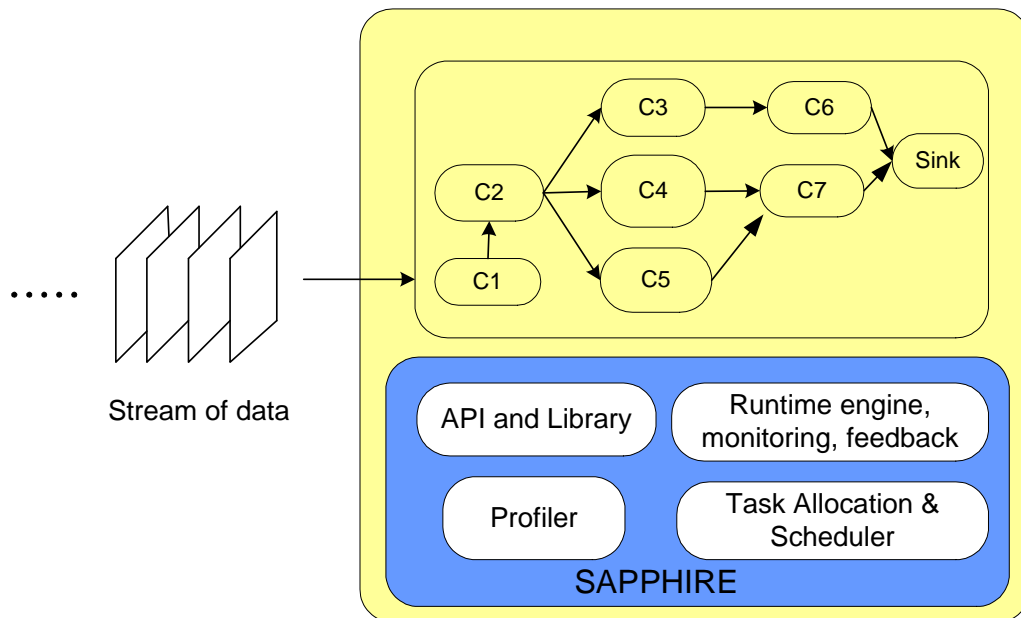 C3
C6
Sink
C2
C4
C7
C1
C5
Stream of data
API and Library
Runtime engine,
monitoring, feedback
Profiler
Task Allocation &
Scheduler
SAPPHIRE